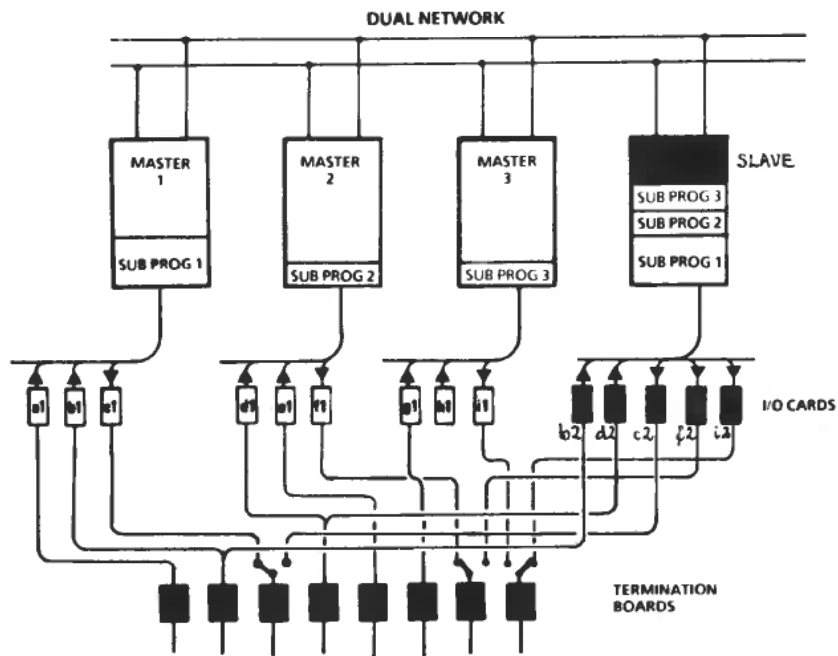 DUAL NETWORK
MASTER 1
MASTER 2
MASTER 3
SLAVE
SUB PROG 3
SUB PROG 2
SUB PROG 1
SUB PROG 1
SUB PROG 2
SUB PROG 3
a1 b1 c1
d1 e1 f1
g1 h1 i1
I/O CARDS
b2 d2 c2 f2 i2
TERMINATION
BOARDS